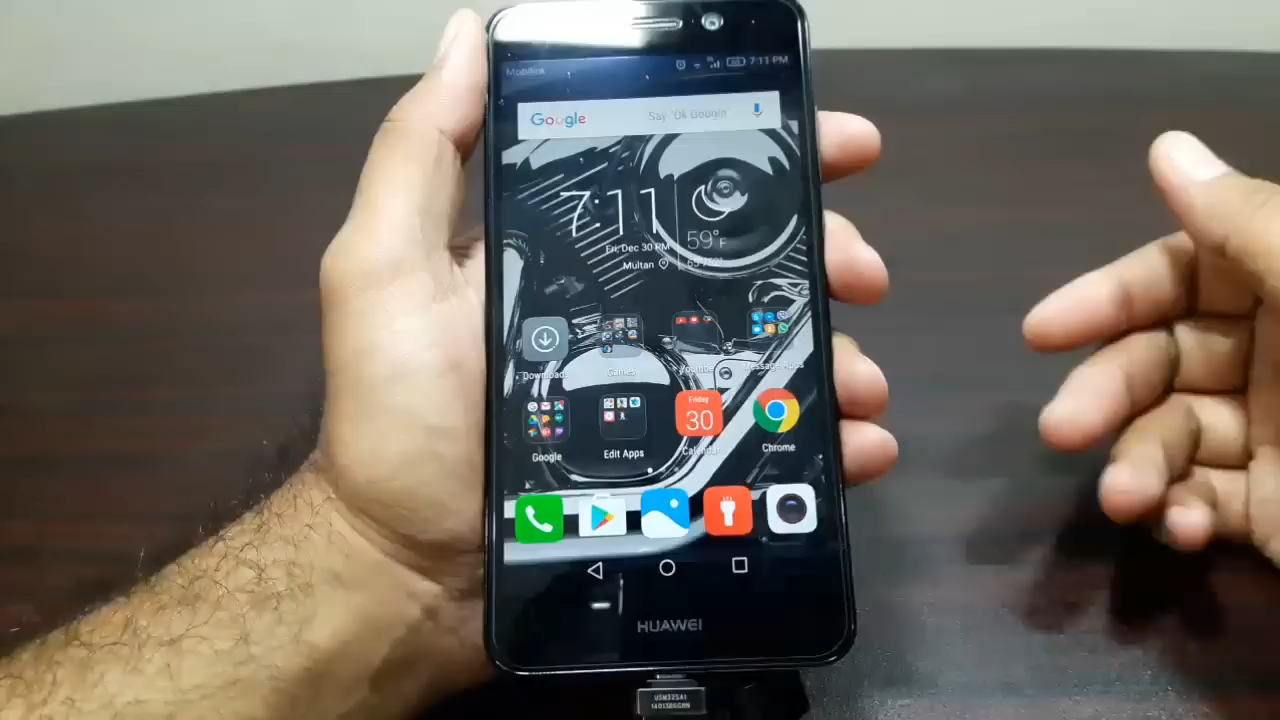 Mobilink
7:11 PM
Google
Say "Ok Google"
7:11
59°F
Fri, Dec 30 PM
Multan
Downloads
Games
Youtube
Message Apps
Friday
30
Google
Edit Apps
Calendar
Chrome
HUAWEI